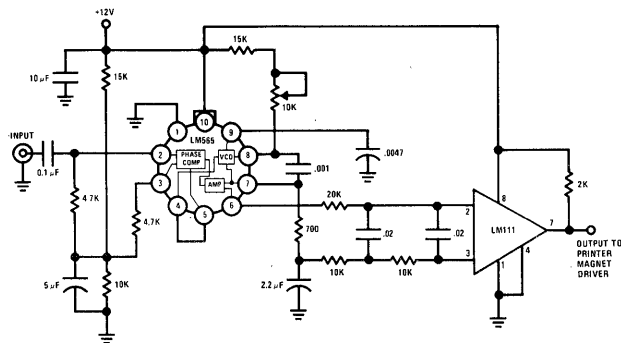 +12V
15K
10 µF
15K
10K
INPUT
0.1 µF
1
10
9
LM565
2
PHASE
COMP
VCO
8
3
AMP
7
4
5
6
.0047
.001
4.7K
4.7K
700
20K
.02
.02
2
8
LM111
7
3
1
4
2K
OUTPUT TO
PRINTER
MAGNET
DRIVER
5 µF
10K
2.2 µF
10K
10K